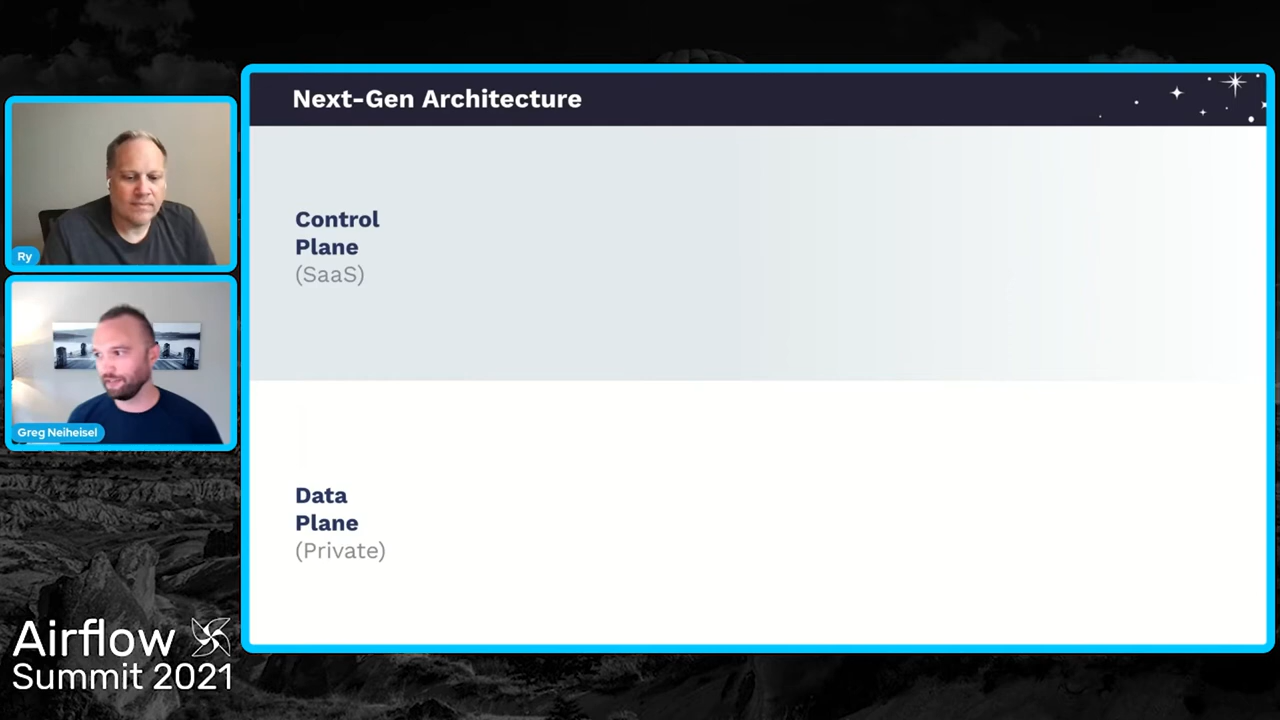 Next-Gen Architecture
Control
Plane
(SaaS)
Data
Plane
(Private)
Ry
Greg Neiheisel
Airflow
Summit 2021